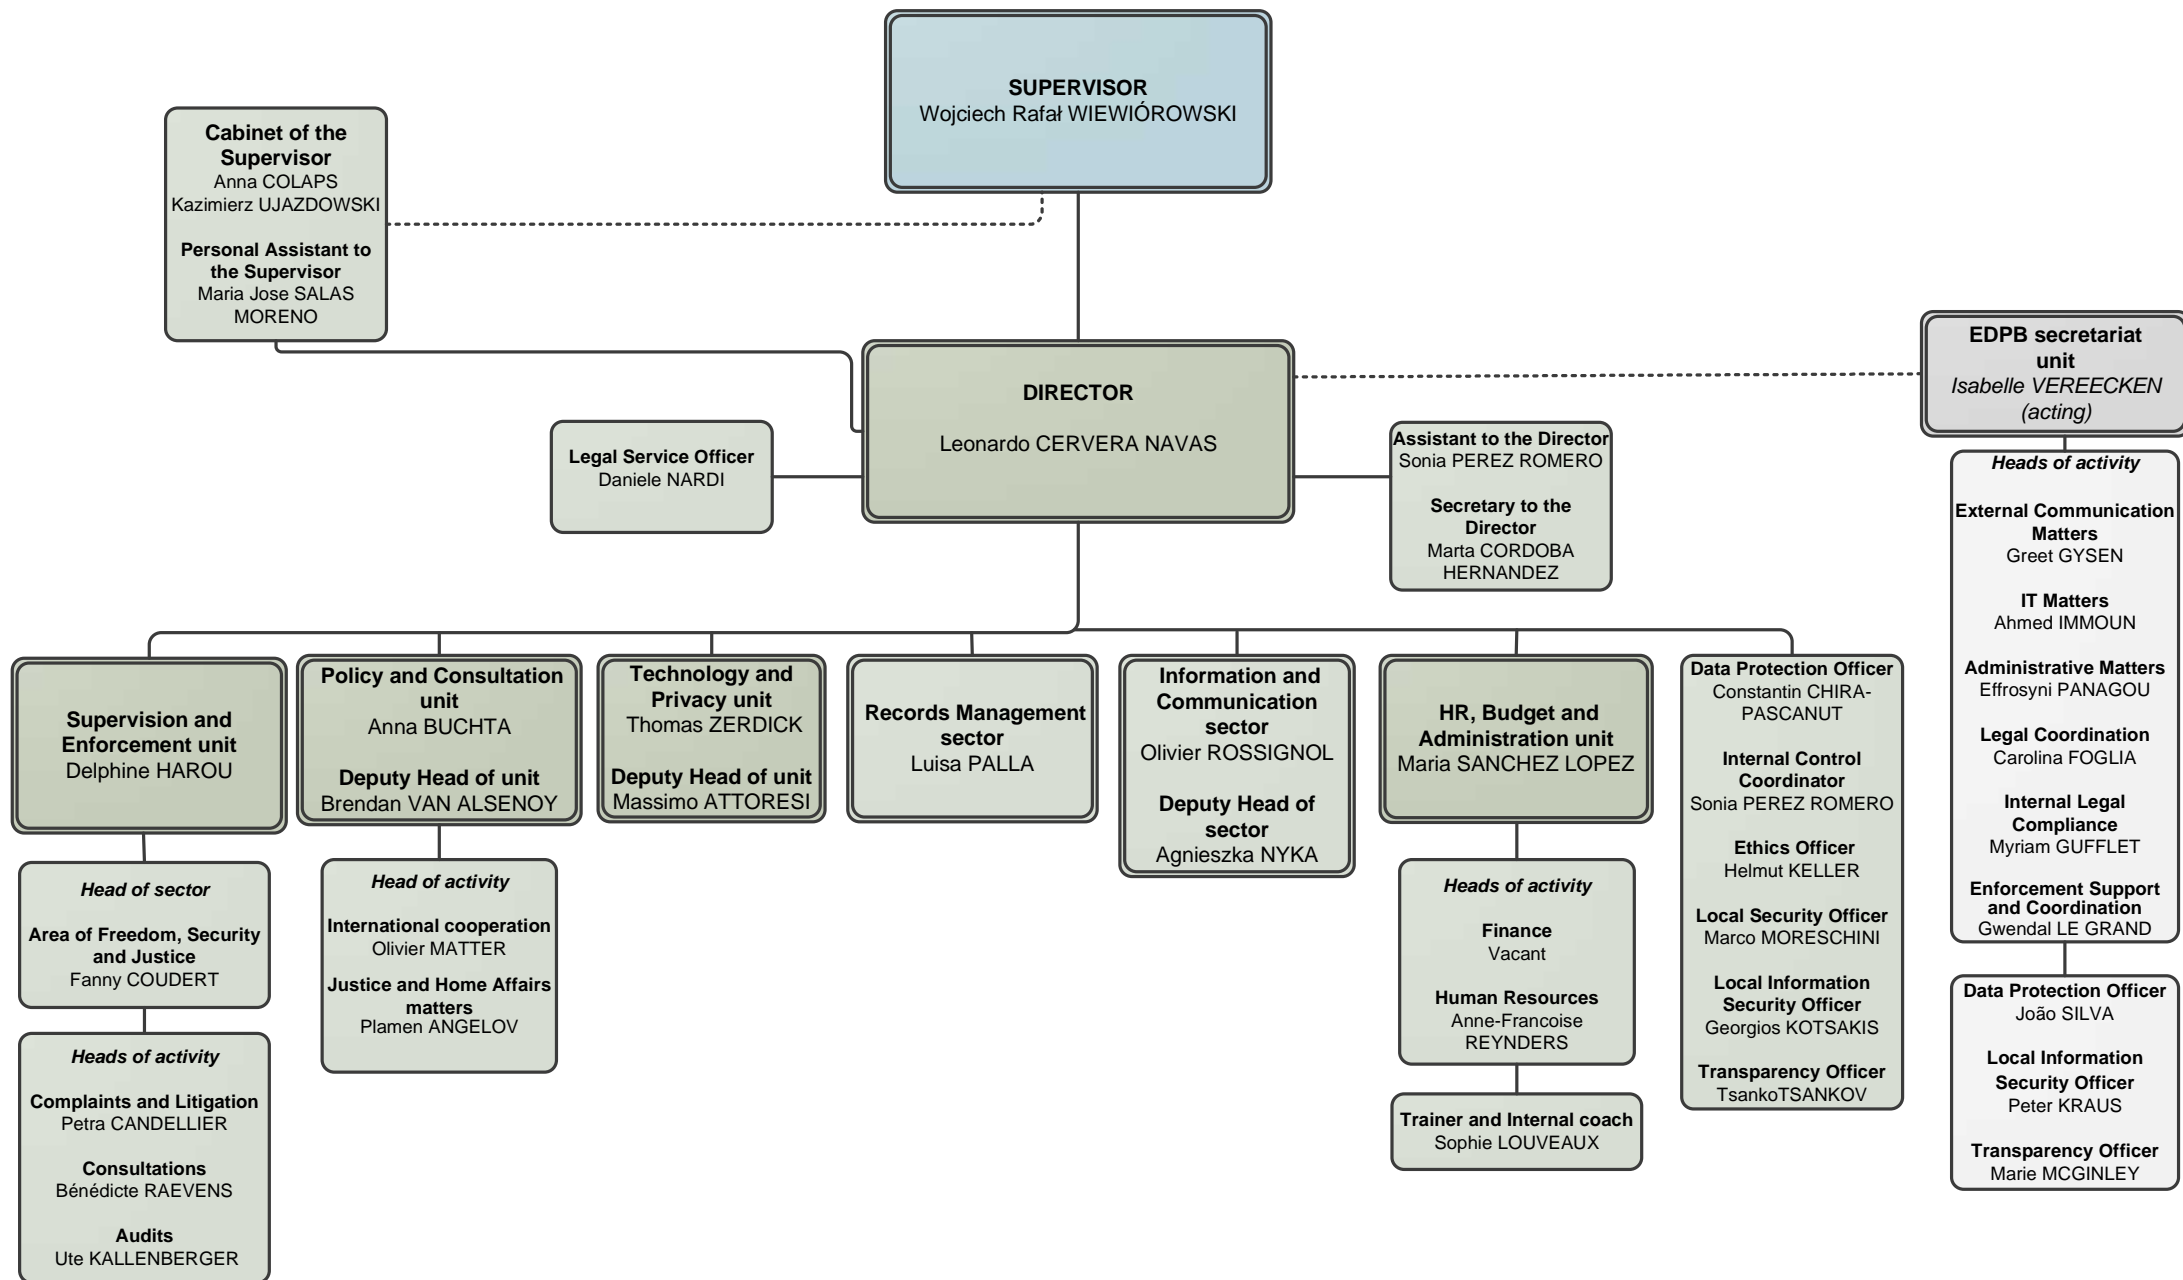 SUPERVISOR
Wojciech Rafał WIEWIÓROWSKI
Cabinet of the
Supervisor
Anna COLAPS
Kazimierz UJAZDOWSKI
Personal Assistant to
the Supervisor
Maria Jose SALAS
MORENO
DIRECTOR
Leonardo CERVERA NAVAS
Legal Service Officer
Daniele NARDI
Assistant to the Director
Sonia PEREZ ROMERO
Secretary to the
Director
Marta CORDOBA
HERNANDEZ
EDPB secretariat
unit
Isabelle VEREECKEN
(acting)
Heads of activity
External Communication
Matters
Greet GYSEN
IT Matters
Ahmed IMMOUN
Administrative Matters
Effrosyni PANAGOU
Legal Coordination
Carolina FOGLIA
Internal Legal
Compliance
Myriam GUFFLET
Enforcement Support
and Coordination
Gwendal LE GRAND
Data Protection Officer
João SILVA
Local Information
Security Officer
Peter KRAUS
Transparency Officer
Marie MCGINLEY
Supervision and
Enforcement unit
Delphine HAROU
Head of sector
Area of Freedom, Security
and Justice
Fanny COUDERT
Heads of activity
Complaints and Litigation
Petra CANDELLIER
Consultations
Bénédicte RAEVENS
Audits
Ute KALLENBERGER
Policy and Consultation
unit
Anna BUCHTA
Deputy Head of unit
Brendan VAN ALSENOY
Head of activity
International cooperation
Olivier MATTER
Justice and Home Affairs
matters
Plamen ANGELOV
Technology and
Privacy unit
Thomas ZERDICK
Deputy Head of unit
Massimo ATTORESI
Records Management
sector
Luisa PALLA
Information and
Communication
sector
Olivier ROSSIGNOL
Deputy Head of
sector
Agnieszka NYKA
HR, Budget and
Administration unit
Maria SANCHEZ LOPEZ
Heads of activity
Finance
Vacant
Human Resources
Anne-Francoise
REYNDERS
Trainer and Internal coach
Sophie LOUVEAUX
Data Protection Officer
Constantin CHIRA-
PASCANUT
Internal Control
Coordinator
Sonia PEREZ ROMERO
Ethics Officer
Helmut KELLER
Local Security Officer
Marco MORESCHINI
Local Information
Security Officer
Georgios KOTSAKIS
Transparency Officer
TsankoTSANKOV